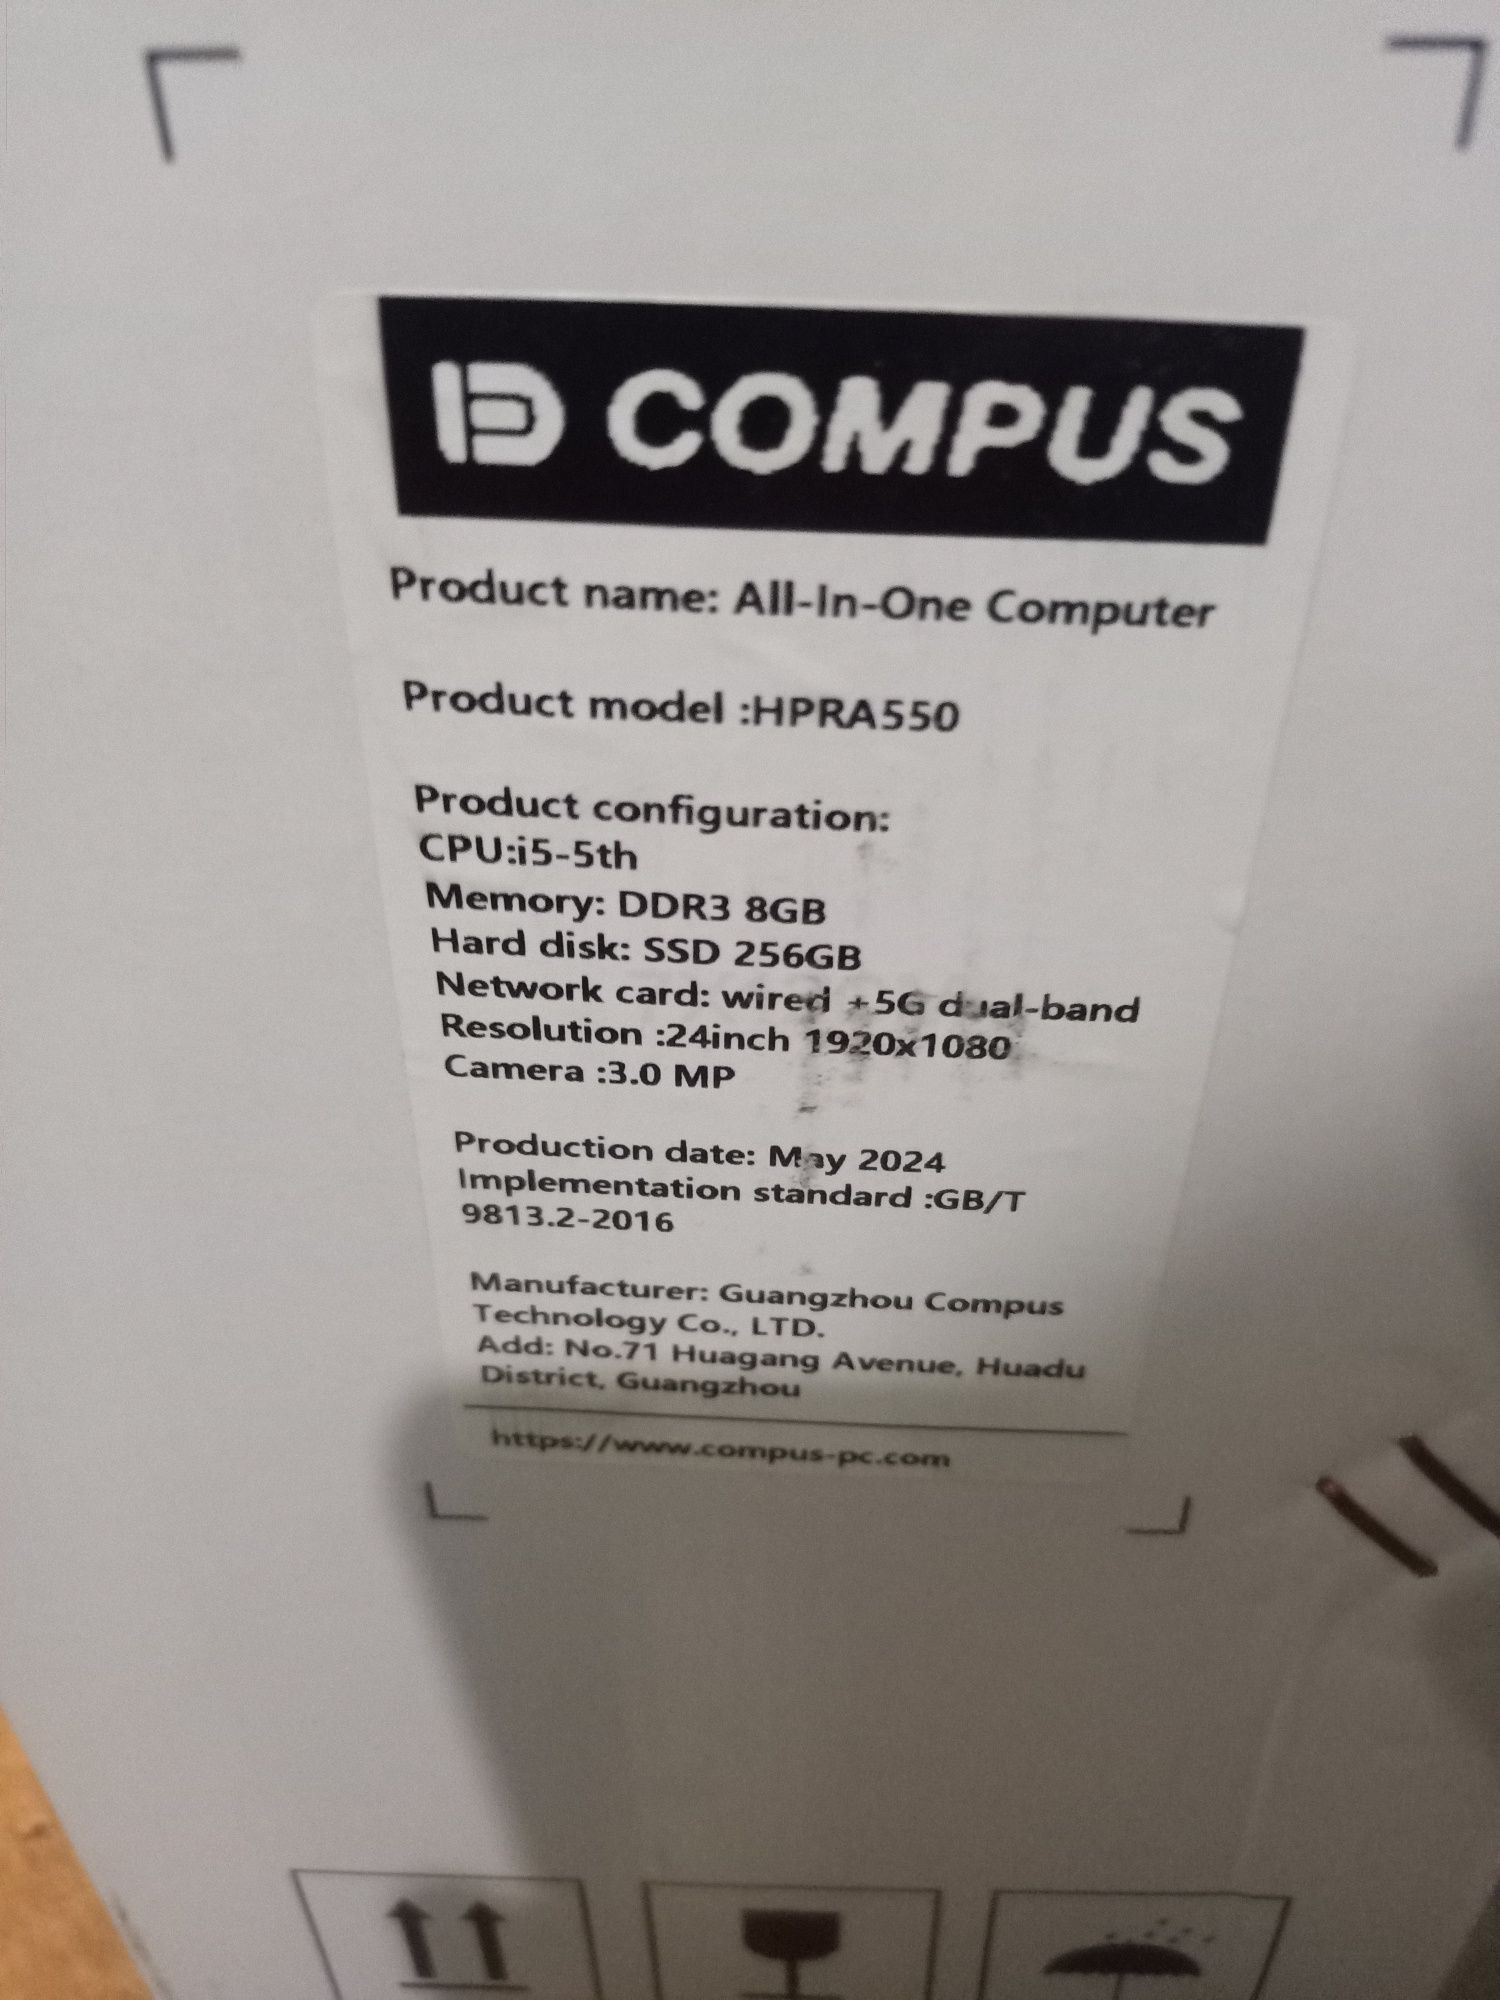 COMPUS
Product name: All-In-One Computer
Product model :HPRA550
Product configuration:
CPU:i5-5th
Memory: DDR3 8GB
Hard disk: SSD 256GB
Network card: wired +5G dual-band
Resolution :24inch 1920x1080
Camera :3.0 MP
Production date: May 2024
Implementation standard :GB/T
9813.2-2016
Manufacturer: Guangzhou Compus
Technology Co., LTD.
Add: No.71 Huagang Avenue, Huadu
District, Guangzhou
https://www.compus-pc.com